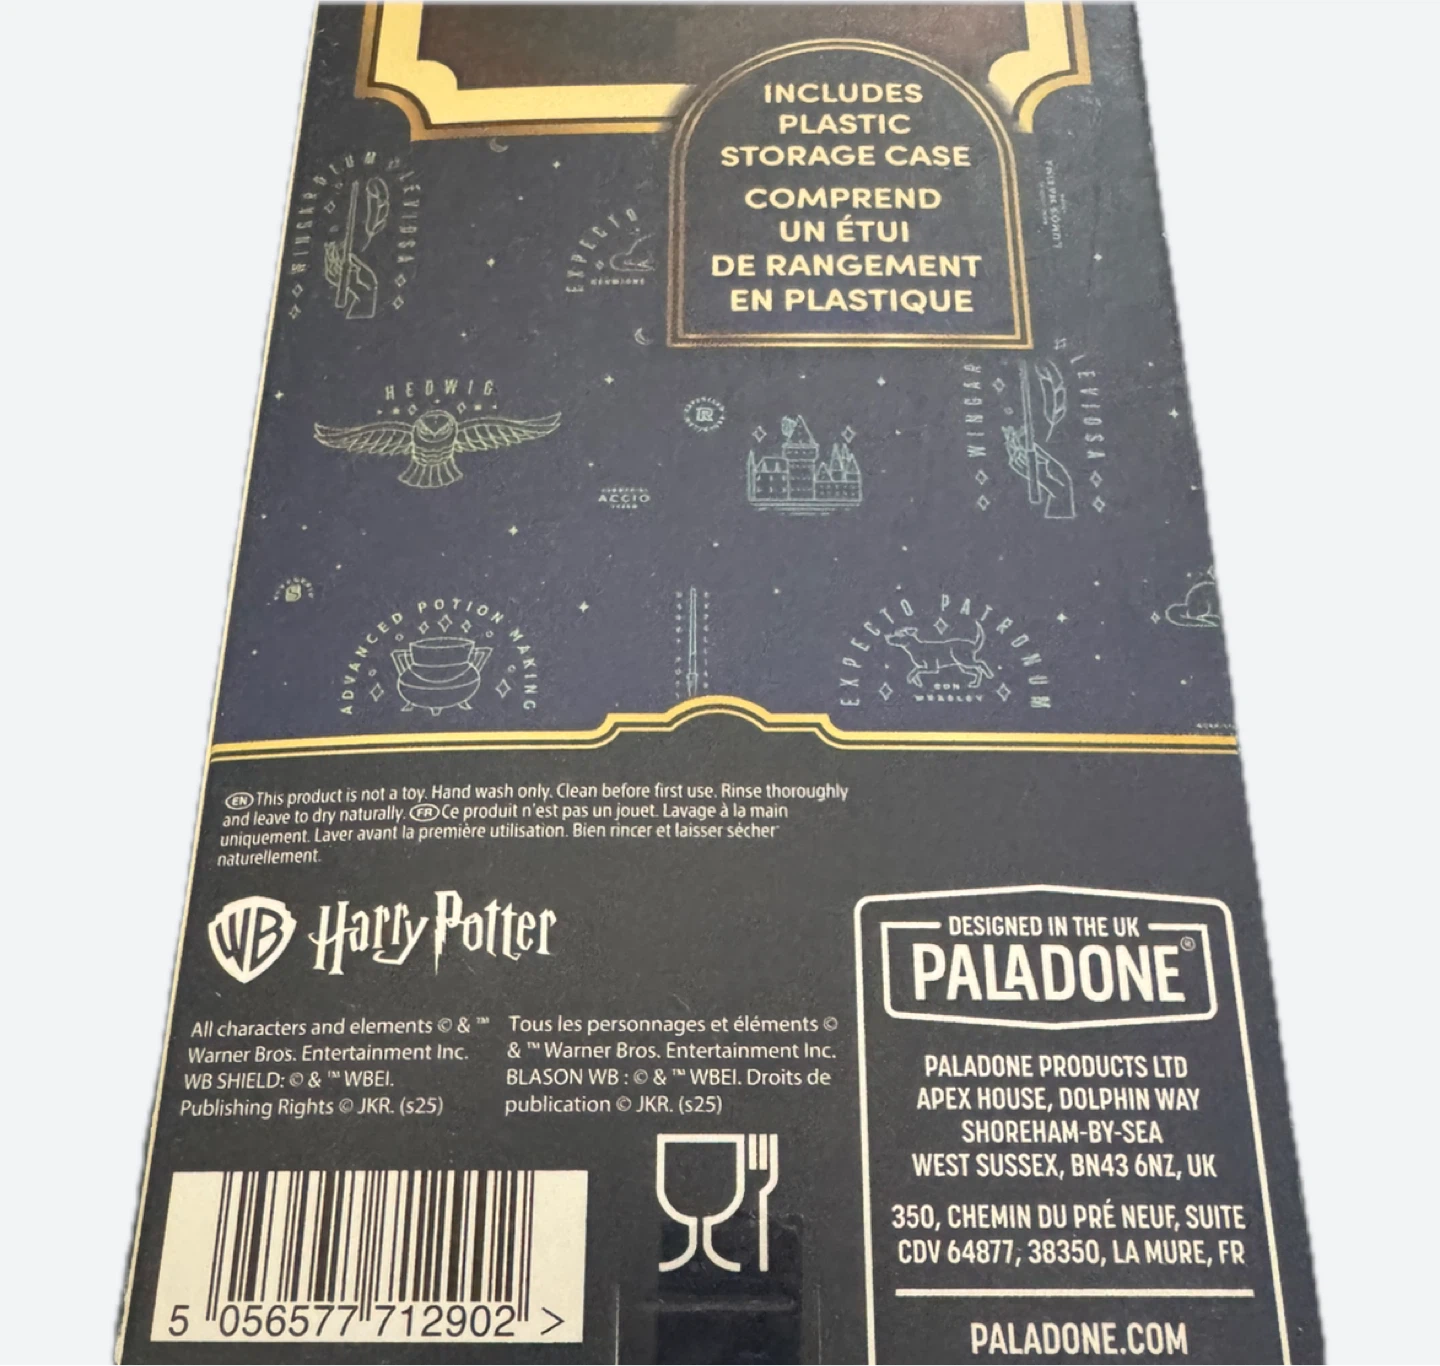 INCLUDES
PLASTIC
STORAGE CASE
COMPREND
UN ÉTUI
DE RANGEMENT
EN PLASTIQUE
WINGARDIUM LEVIOSA
EXPECTO
HERMIONE
HEDWIG
R
ACCIO
WINGAR
LEVIOSA
S
ADVANCED POTION MAKING
EXPECTO PATRONUM
RON
WEASLEY
EN This product is not a toy. Hand wash only. Clean before first use. Rinse thoroughly
and leave to dry naturally. FR Ce produit n'est pas un jouet. Lavage à la main
uniquement. Laver avant la première utilisation. Bien rincer et laisser sécher
naturellement.
WB Harry Potter
All characters and elements © & ™
Warner Bros. Entertainment Inc.
WB SHIELD: © & ™ WBEI.
Publishing Rights © JKR. (s25)
Tous les personnages et éléments ©
& ™ Warner Bros. Entertainment Inc.
BLASON WB : © & ™ WBEI. Droits de
publication © JKR. (s25)
5 056577 712902 >
DESIGNED IN THE UK
PALADONE®
PALADONE PRODUCTS LTD
APEX HOUSE, DOLPHIN WAY
SHOREHAM-BY-SEA
WEST SUSSEX, BN43 6NZ, UK
350, CHEMIN DU PRÉ NEUF, SUITE
CDV 64877, 38350, LA MURE, FR
PALADONE.COM